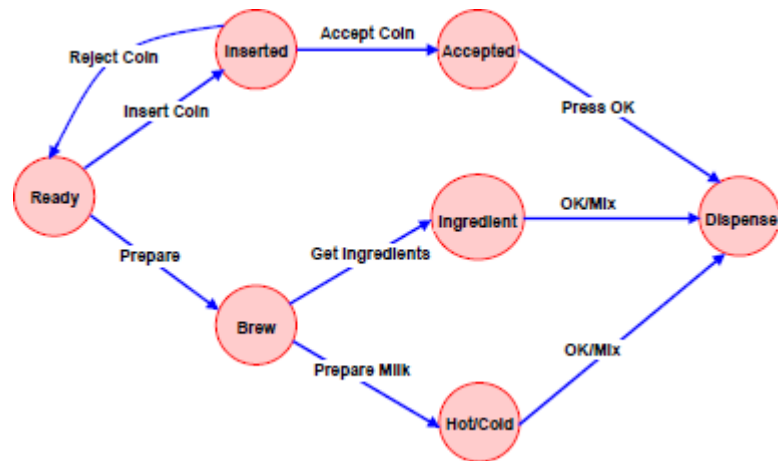 Reject Coin
Inserted
Accept Coin
Accepted
Insert Coin
Press OK
Ready
Ingredient
OK/Mix
Dispense
Prepare
Get Ingredients
Brew
OK/Mix
Prepare Milk
Hot/Cold